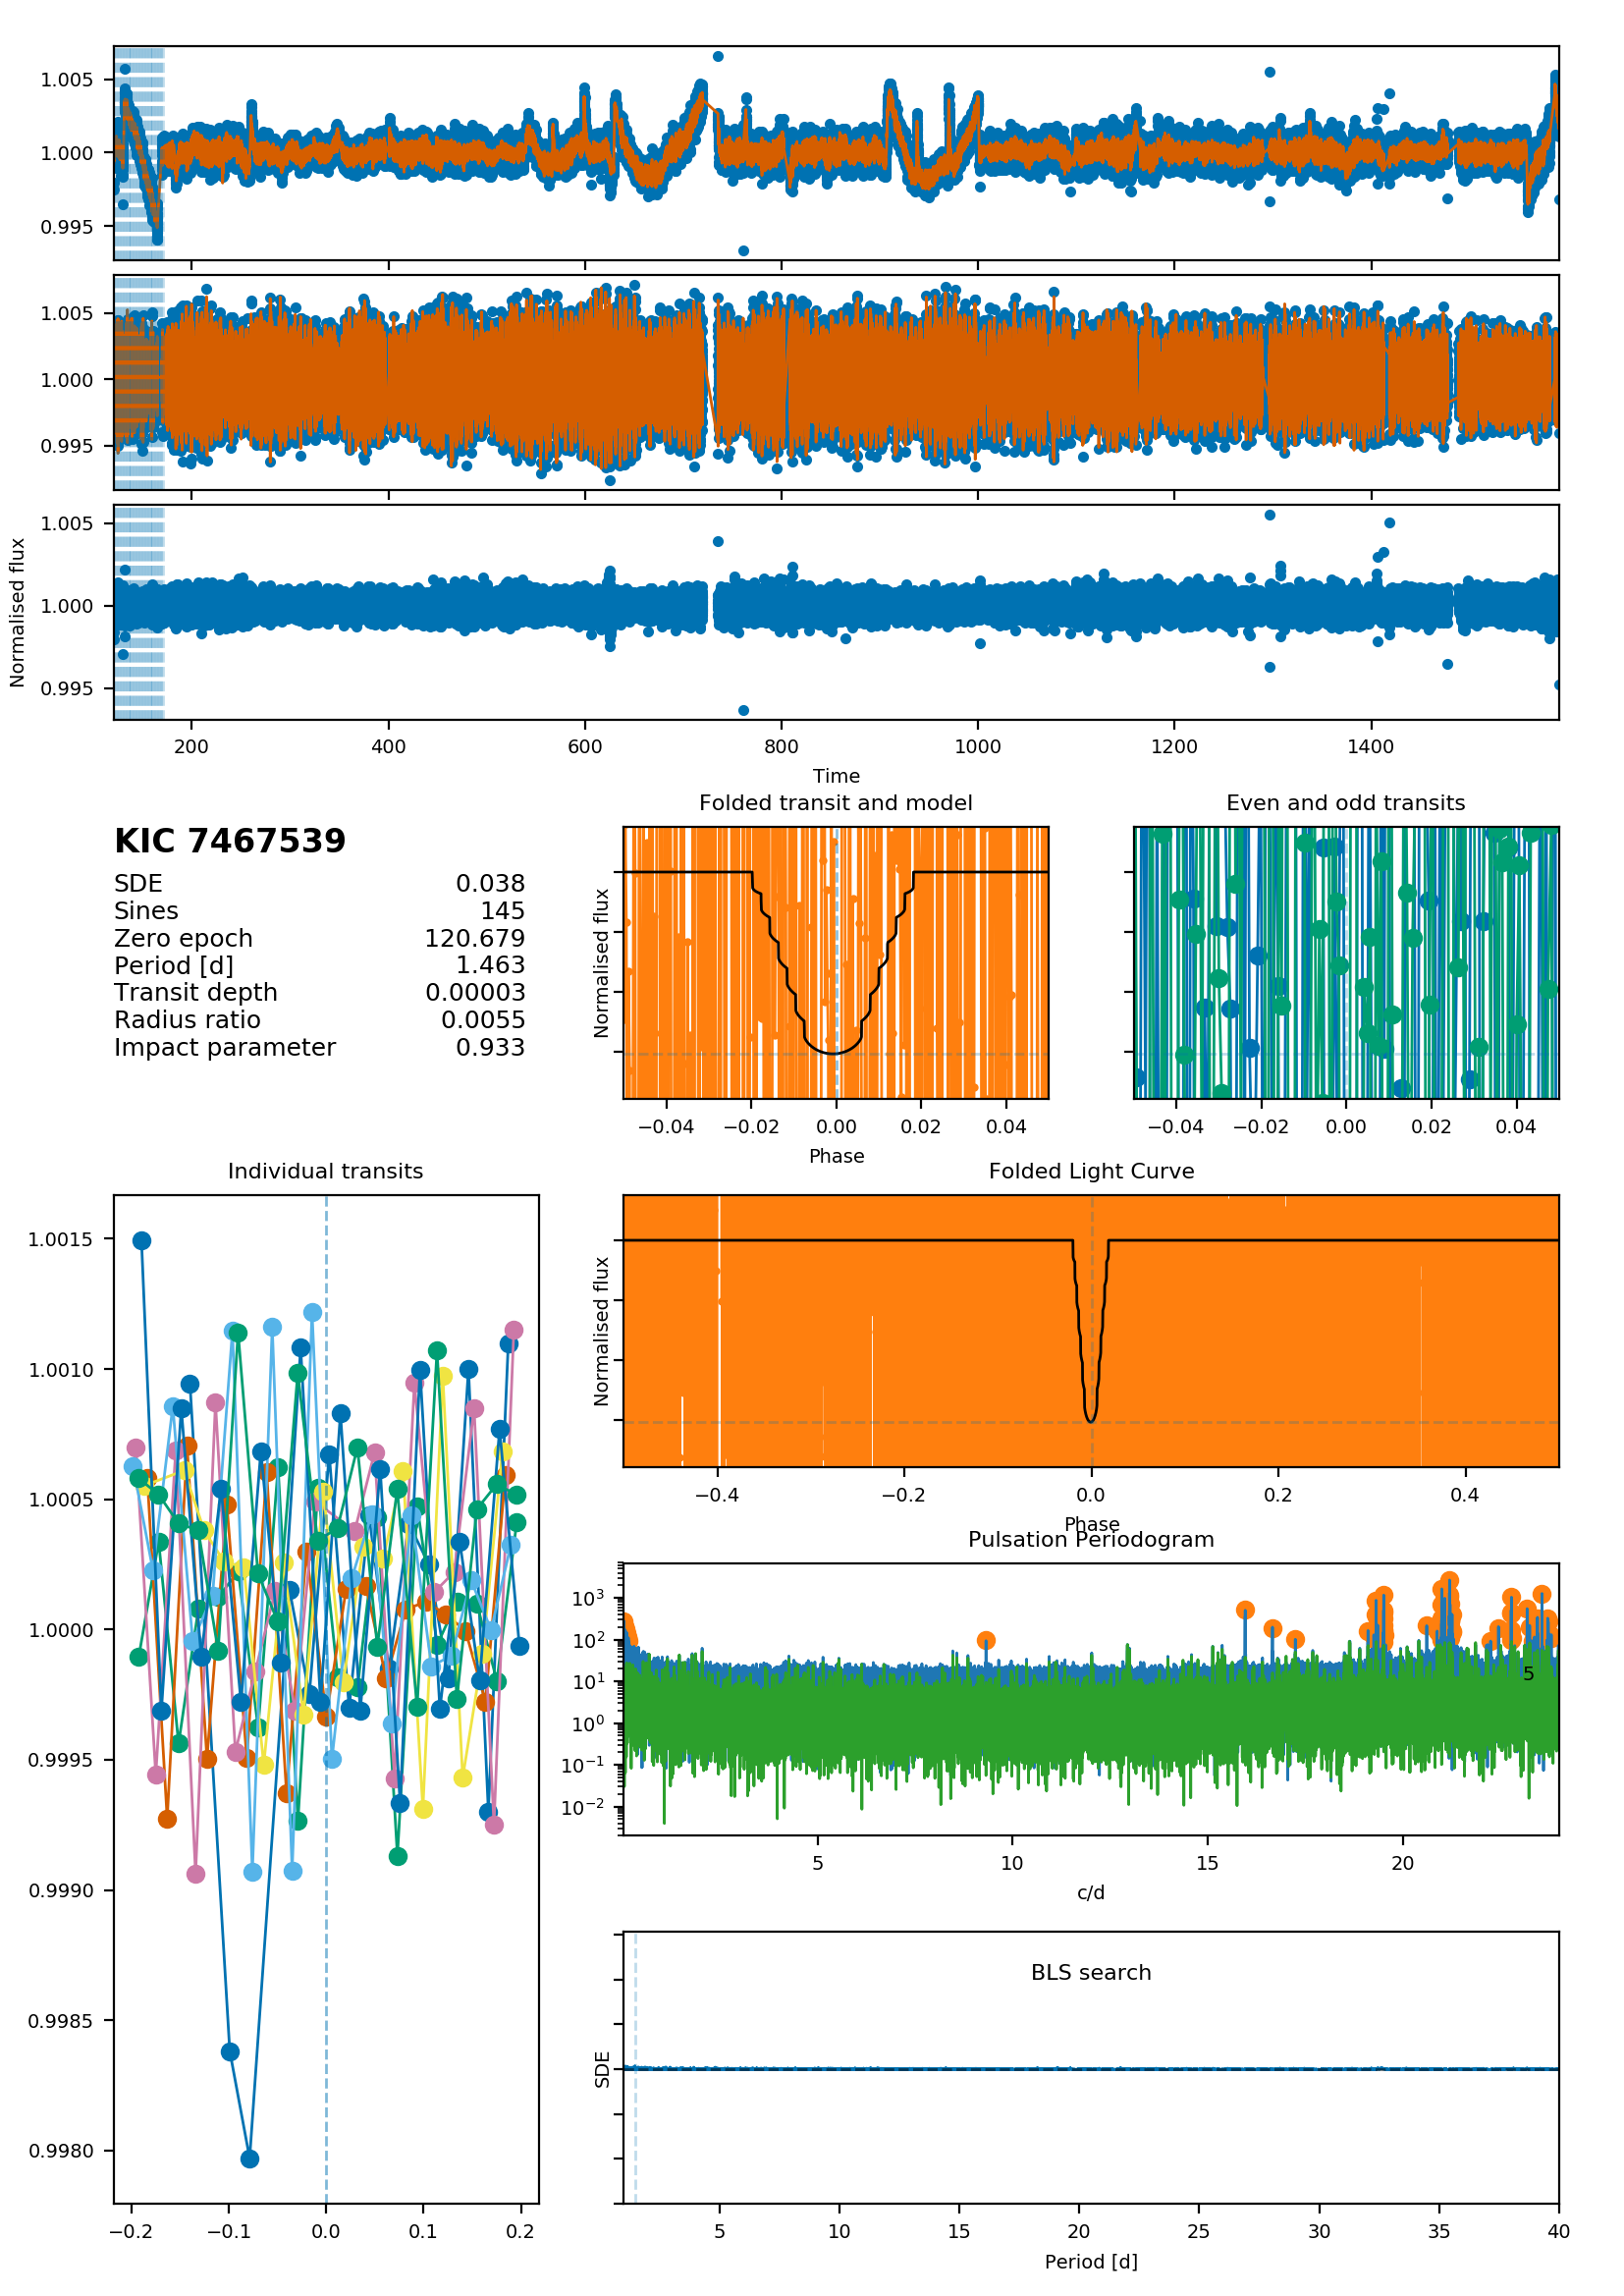 1.005
1.000
0.995
1.005
1.000
0.995
1.005
1.000
0.995
Normalised flux
200 400 600 800 1000 1200 1400
Time
KIC 7467539
SDE 0.038
Sines 145
Zero epoch 120.679
Period [d] 1.463
Transit depth 0.00003
Radius ratio 0.0055
Impact parameter 0.933
Folded transit and model
Normalised flux
−0.04 −0.02 0.00 0.02 0.04
Phase
Even and odd transits
−0.04 −0.02 0.00 0.02 0.04
Individual transits
1.0015
1.0010
1.0005
1.0000
0.9995
0.9990
0.9985
0.9980
−0.2 −0.1 0.0 0.1 0.2
Folded Light Curve
Normalised flux
−0.4 −0.2 0.0 0.2 0.4
Phase
Pulsation Periodogram
10³
10²
10¹
10⁰
10⁻¹
10⁻²
5
5 10 15 20
c/d
BLS search
SDE
5 10 15 20 25 30 35 40
Period [d]